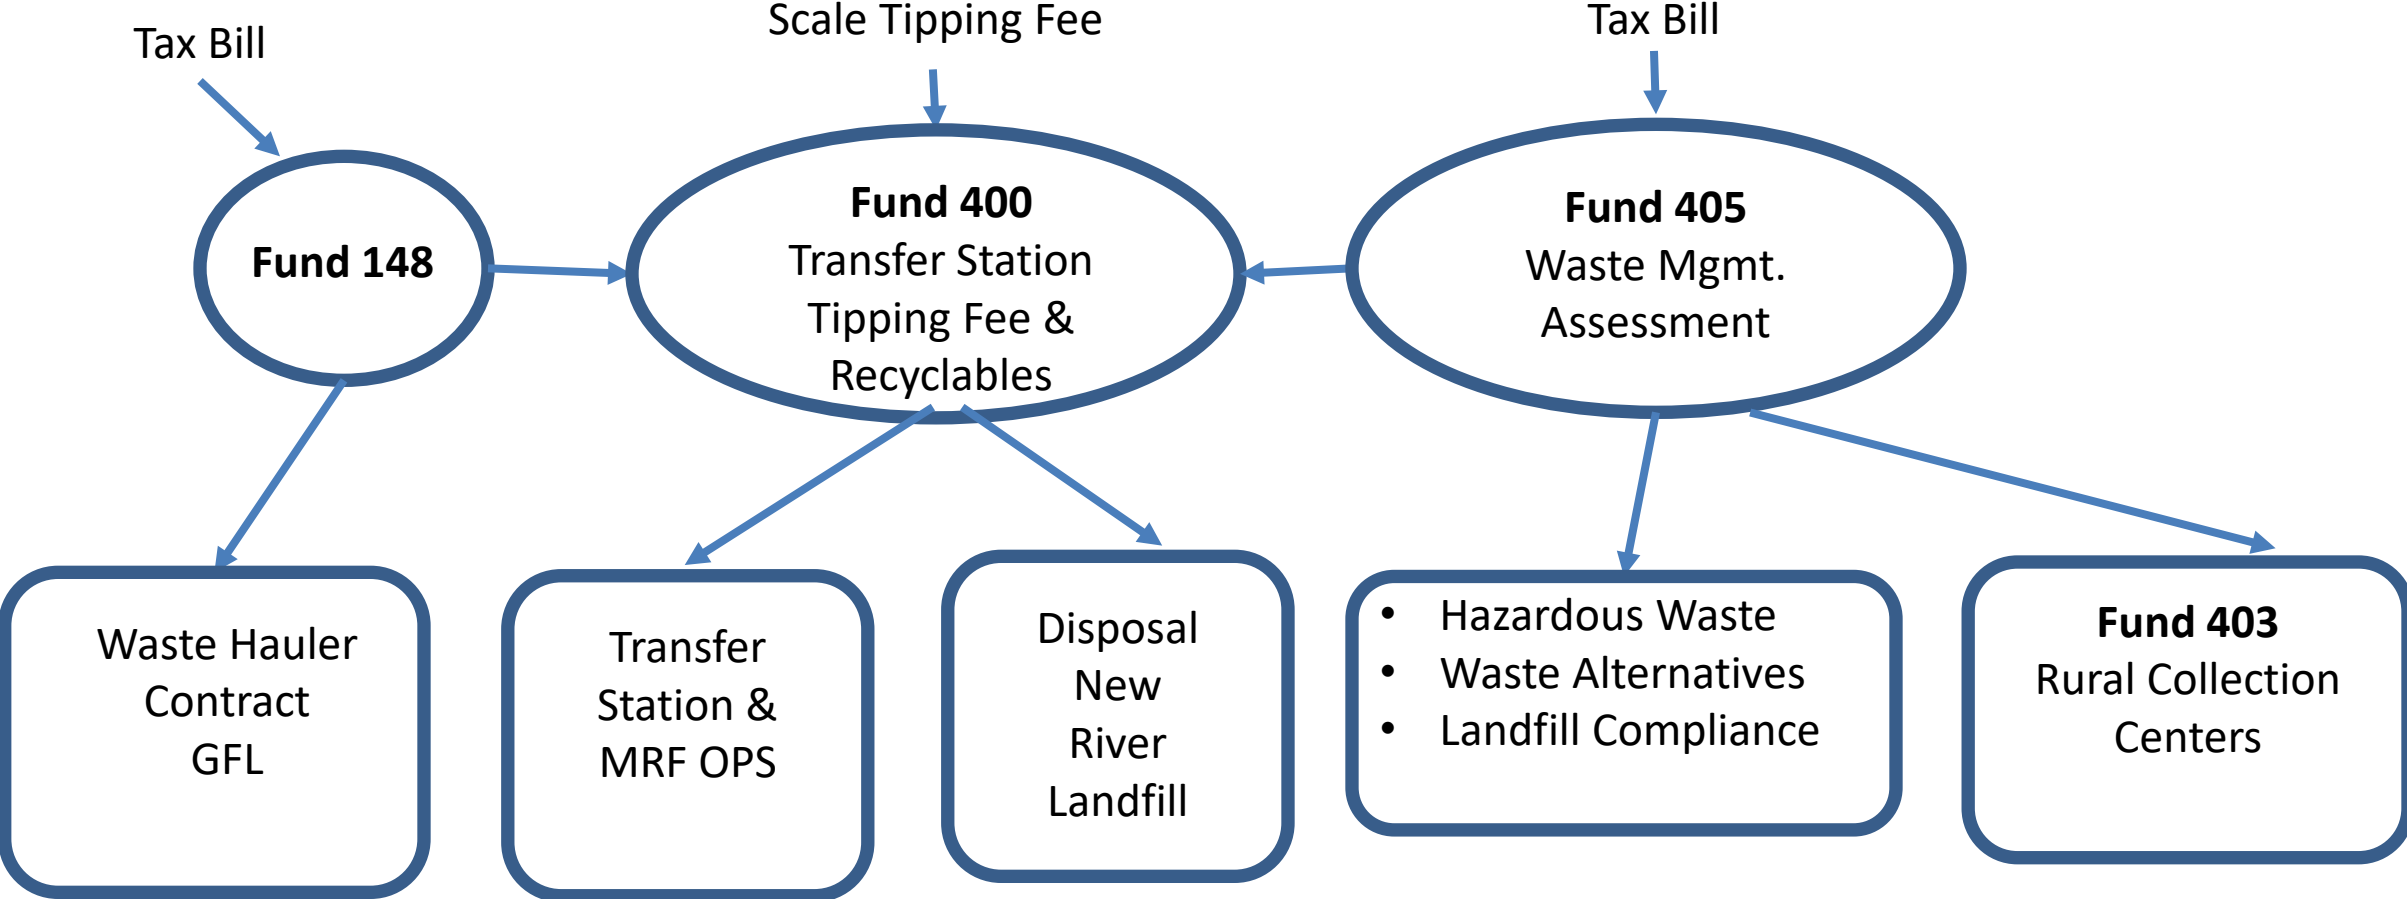 Tax Bill
Scale Tipping Fee
Tax Bill
Fund 148
Fund 400
Transfer Station
Tipping Fee &
Recyclables
Fund 405
Waste Mgmt.
Assessment
Waste Hauler
Contract
GFL
Transfer
Station &
MRF OPS
Disposal
New
River
Landfill
• Hazardous Waste
• Waste Alternatives
• Landfill Compliance
Fund 403
Rural Collection
Centers